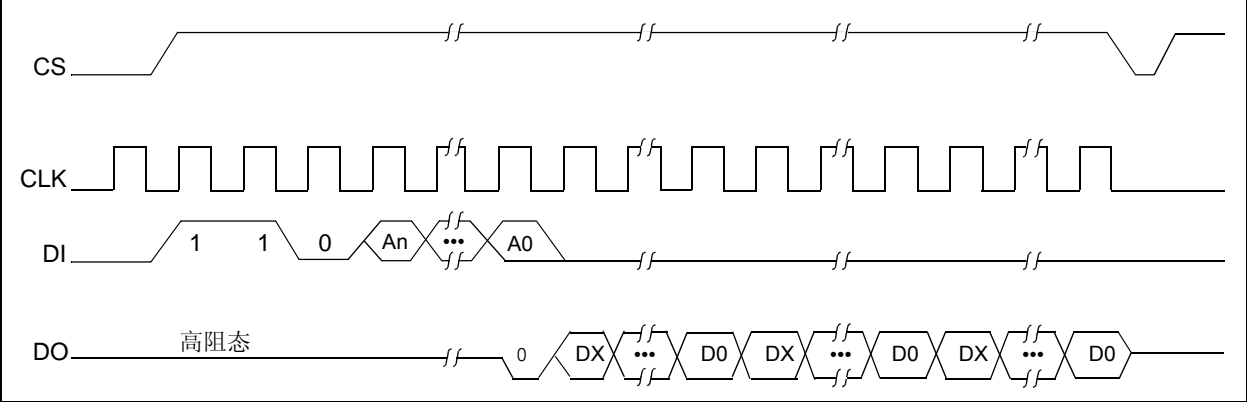 CS
CLK
DI 1 1 0 An ••• A0
高阻态
DO 0 DX ••• D0 DX ••• D0 DX ••• D0